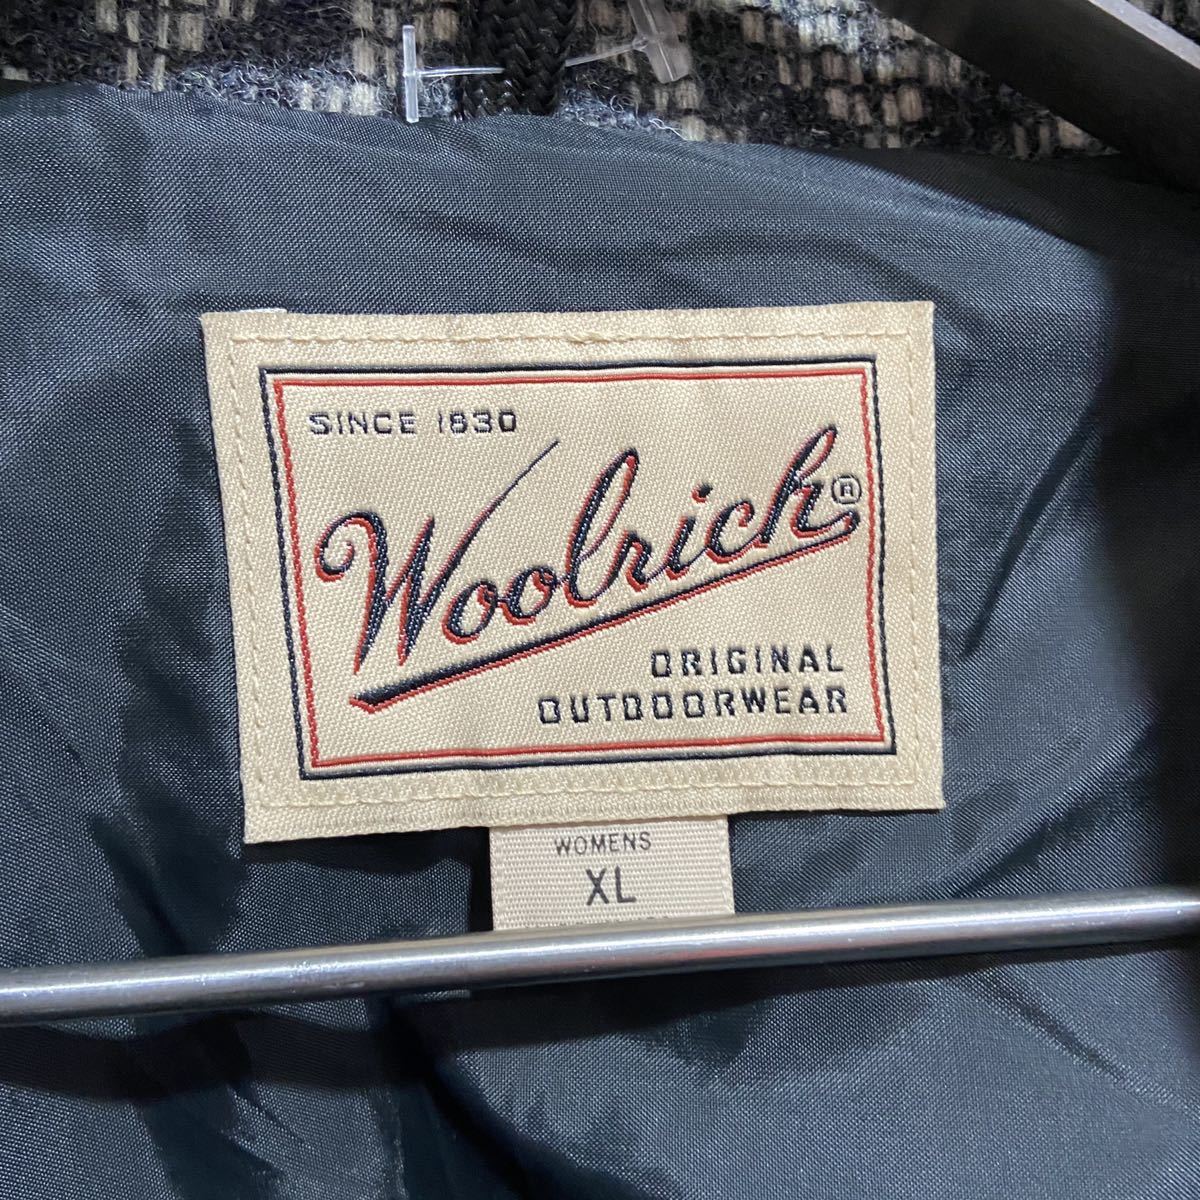 SINCE 1830
Woolrich®
ORIGINAL
OUTDOORWEAR
WOMENS
XL